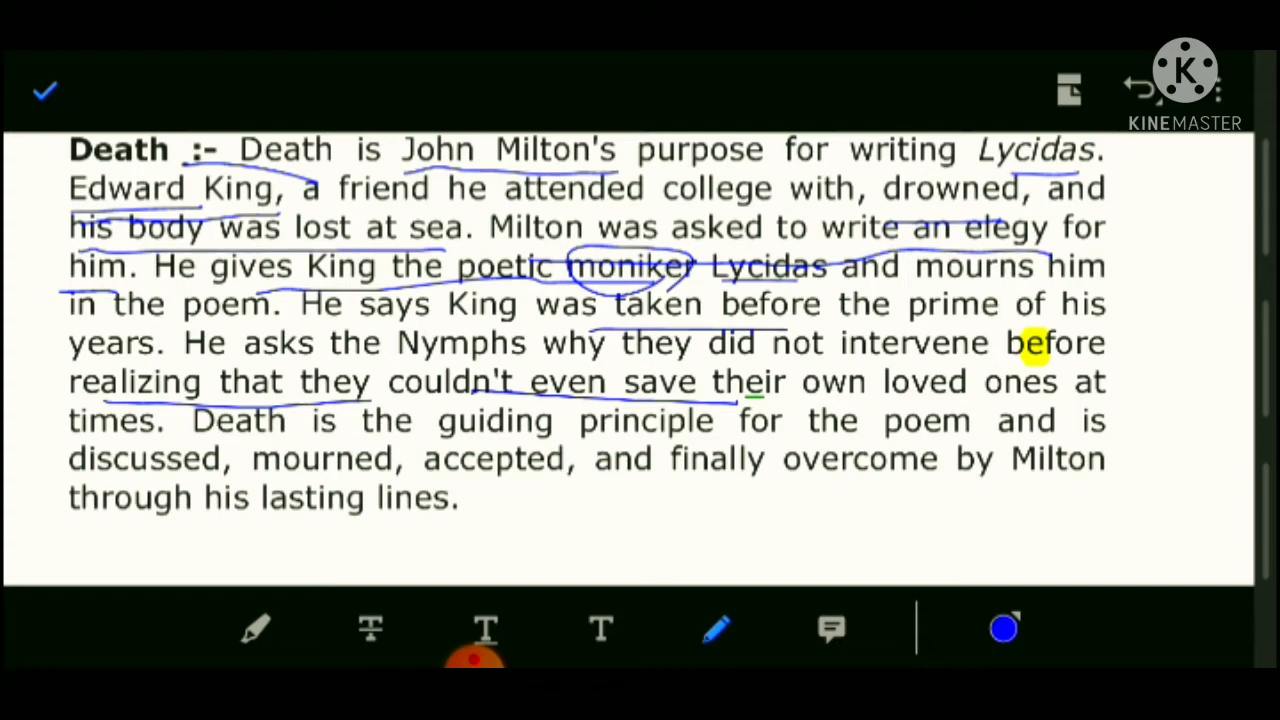 KINEMASTER
Death :- Death is John Milton's purpose for writing Lycidas.
Edward King, a friend he attended college with, drowned, and
his body was lost at sea. Milton was asked to write an elegy for
him. He gives King the poetic moniker Lycidas and mourns him
in the poem. He says King was taken before the prime of his
years. He asks the Nymphs why they did not intervene before
realizing that they couldn't even save their own loved ones at
times. Death is the guiding principle for the poem and is
discussed, mourned, accepted, and finally overcome by Milton
through his lasting lines.